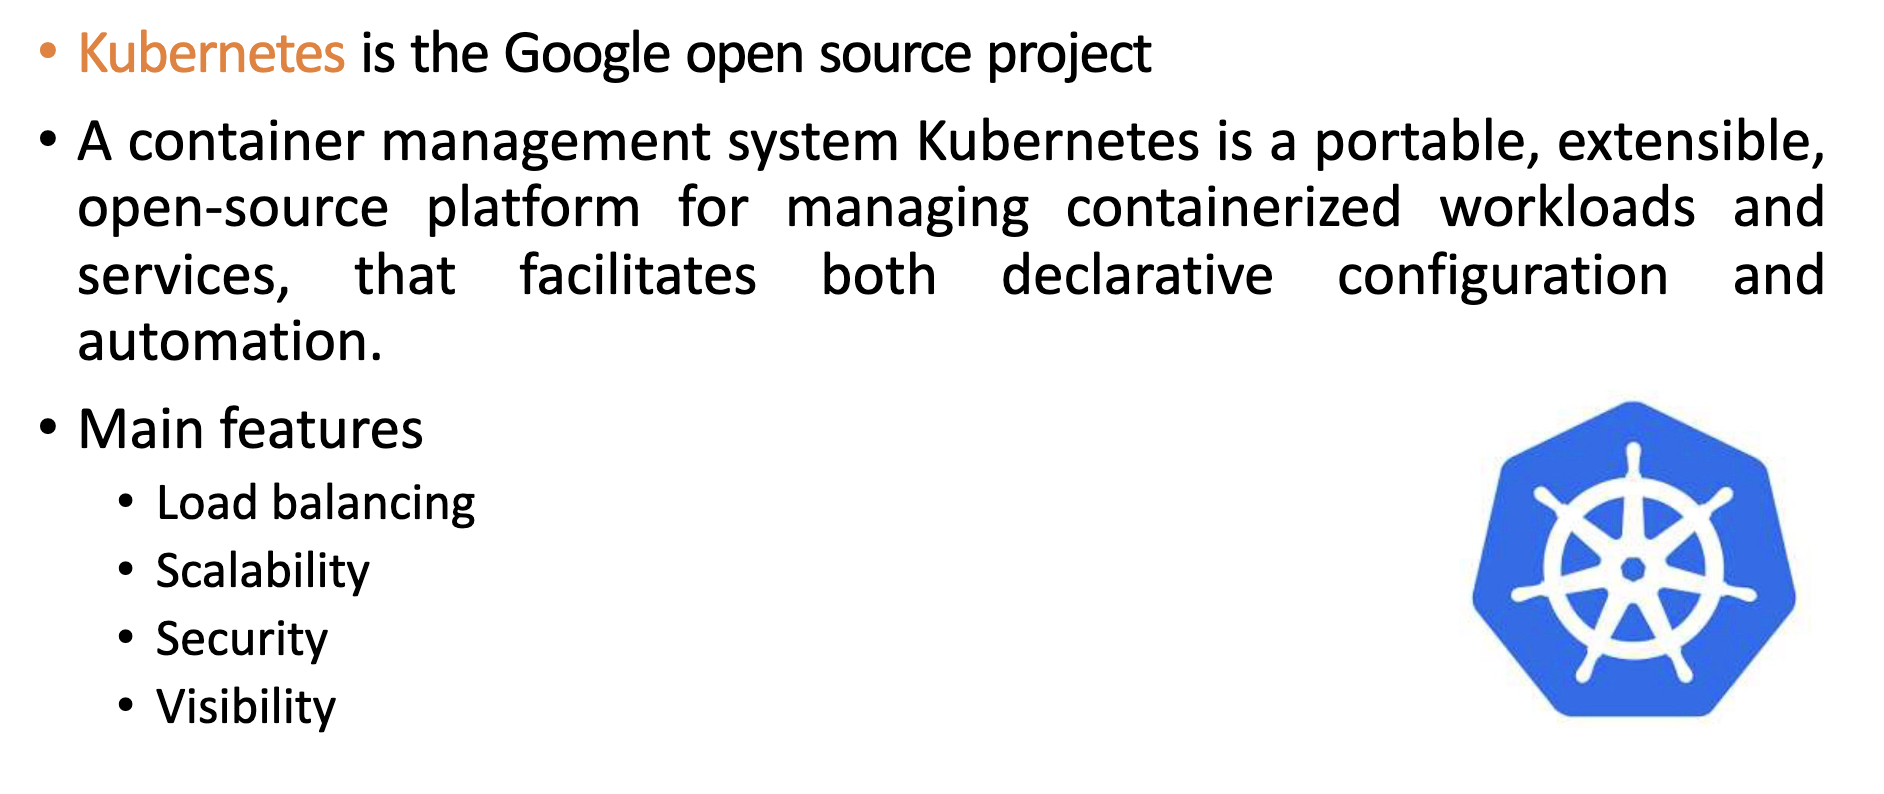 • Kubernetes is the Google open source project
• A container management system Kubernetes is a portable, extensible,
open-source platform for managing containerized workloads and
services, that facilitates both declarative configuration and
automation.
• Main features
• Load balancing
• Scalability
• Security
• Visibility